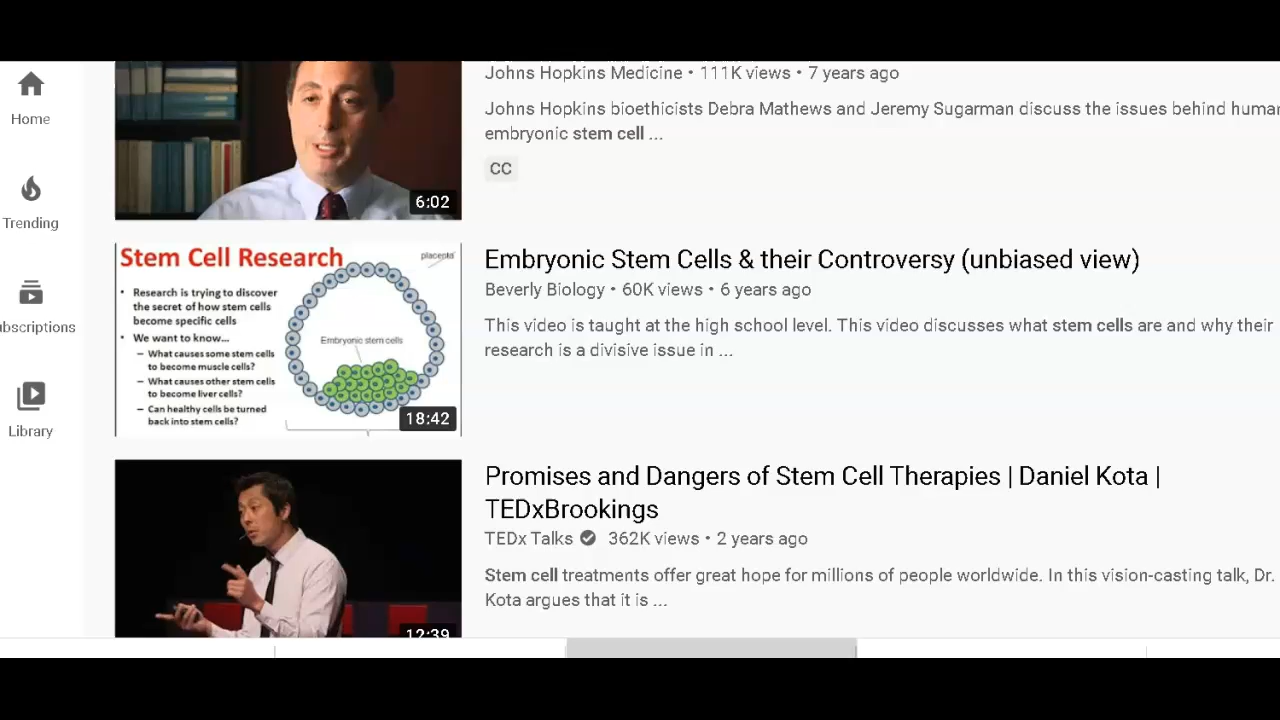 Home
Trending
ubscriptions
Library
6:02
Johns Hopkins Medicine • 111K views • 7 years ago
Johns Hopkins bioethicists Debra Mathews and Jeremy Sugarman discuss the issues behind human
embryonic stem cell ...
CC
Stem Cell Research
placenta
• Research is trying to discover
the secret of how stem cells
become specific cells
• We want to know...
– What causes some stem cells
to become muscle cells?
– What causes other stem cells
to become liver cells?
– Can healthy cells be turned
back into stem cells?
Embryonic stem cells
18:42
Embryonic Stem Cells & their Controversy (unbiased view)
Beverly Biology • 60K views • 6 years ago
This video is taught at the high school level. This video discusses what stem cells are and why their
research is a divisive issue in ...
12:39
Promises and Dangers of Stem Cell Therapies | Daniel Kota |
TEDxBrookings
TEDx Talks 362K views • 2 years ago
Stem cell treatments offer great hope for millions of people worldwide. In this vision-casting talk, Dr.
Kota argues that it is ...